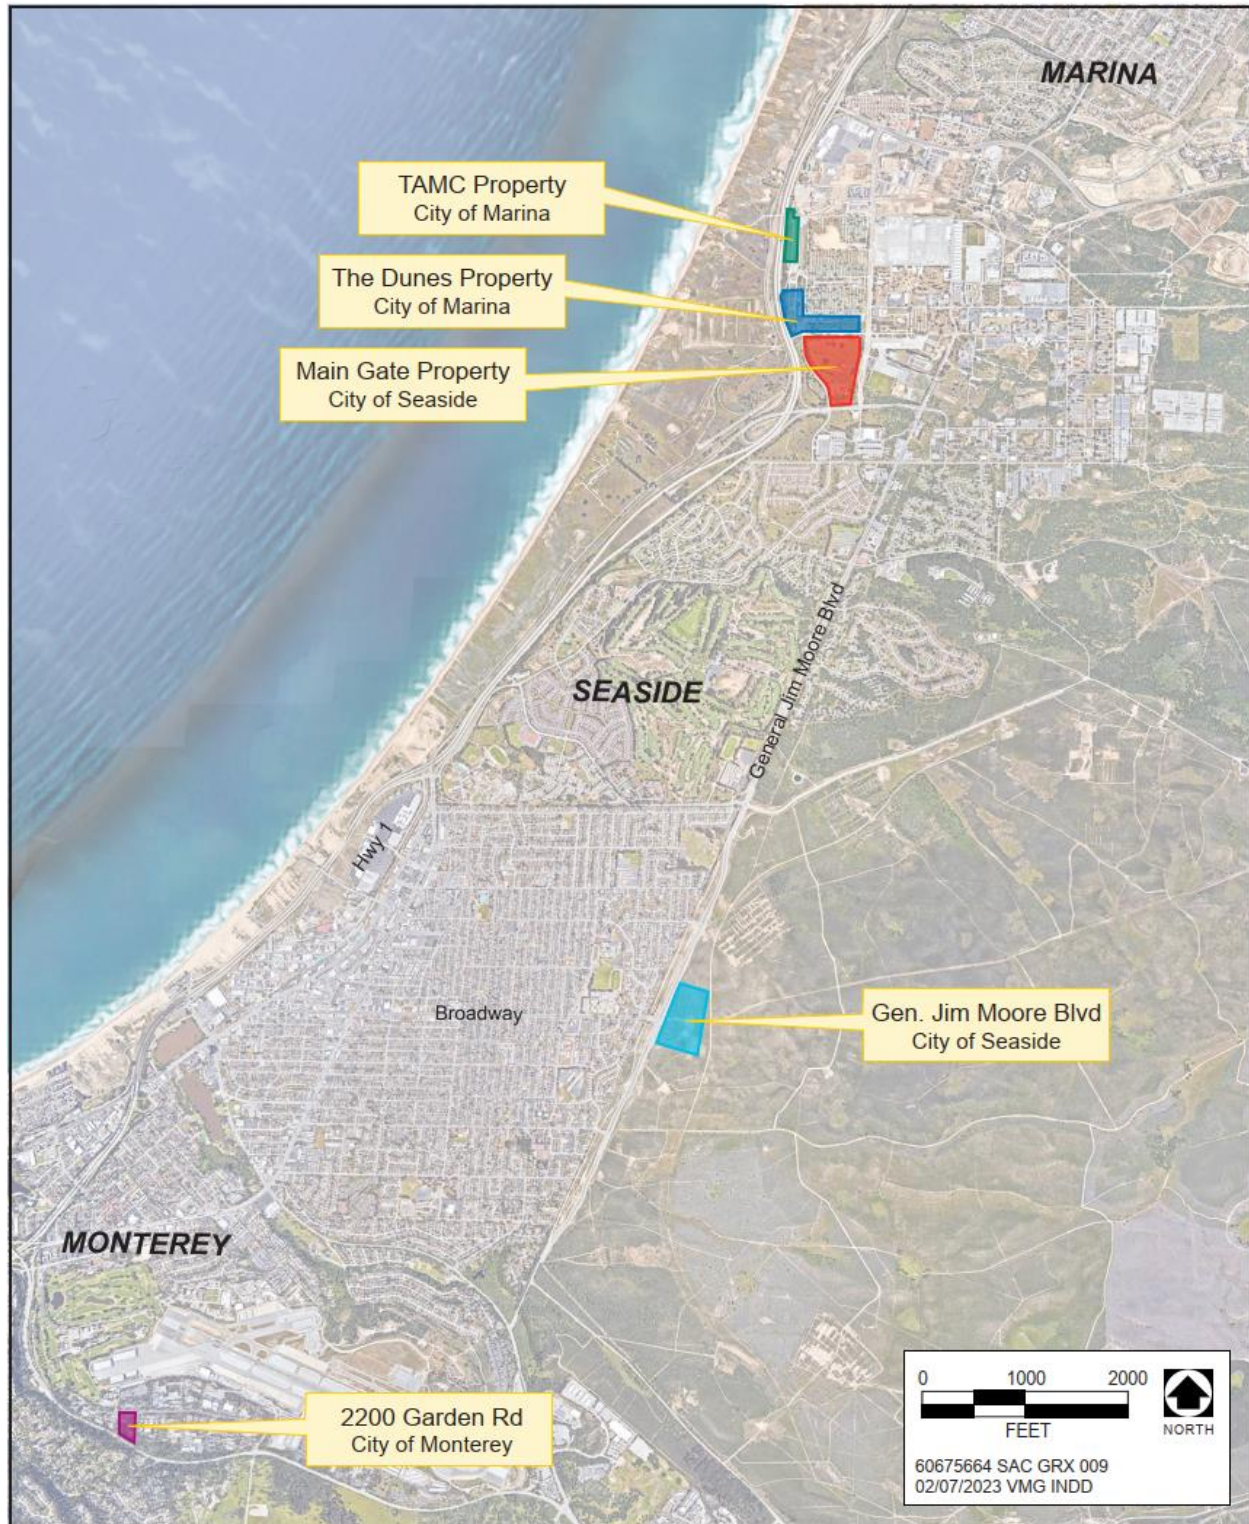 MARINA
TAMC Property
City of Marina
The Dunes Property
City of Marina
Main Gate Property
City of Seaside
General Jim Moore Blvd
SEASIDE
Hwy 1
Broadway
Gen. Jim Moore Blvd
City of Seaside
MONTEREY
2200 Garden Rd
City of Monterey
0 1000 2000
FEET
NORTH
60675664 SAC GRX 009
02/07/2023 VMG INDD